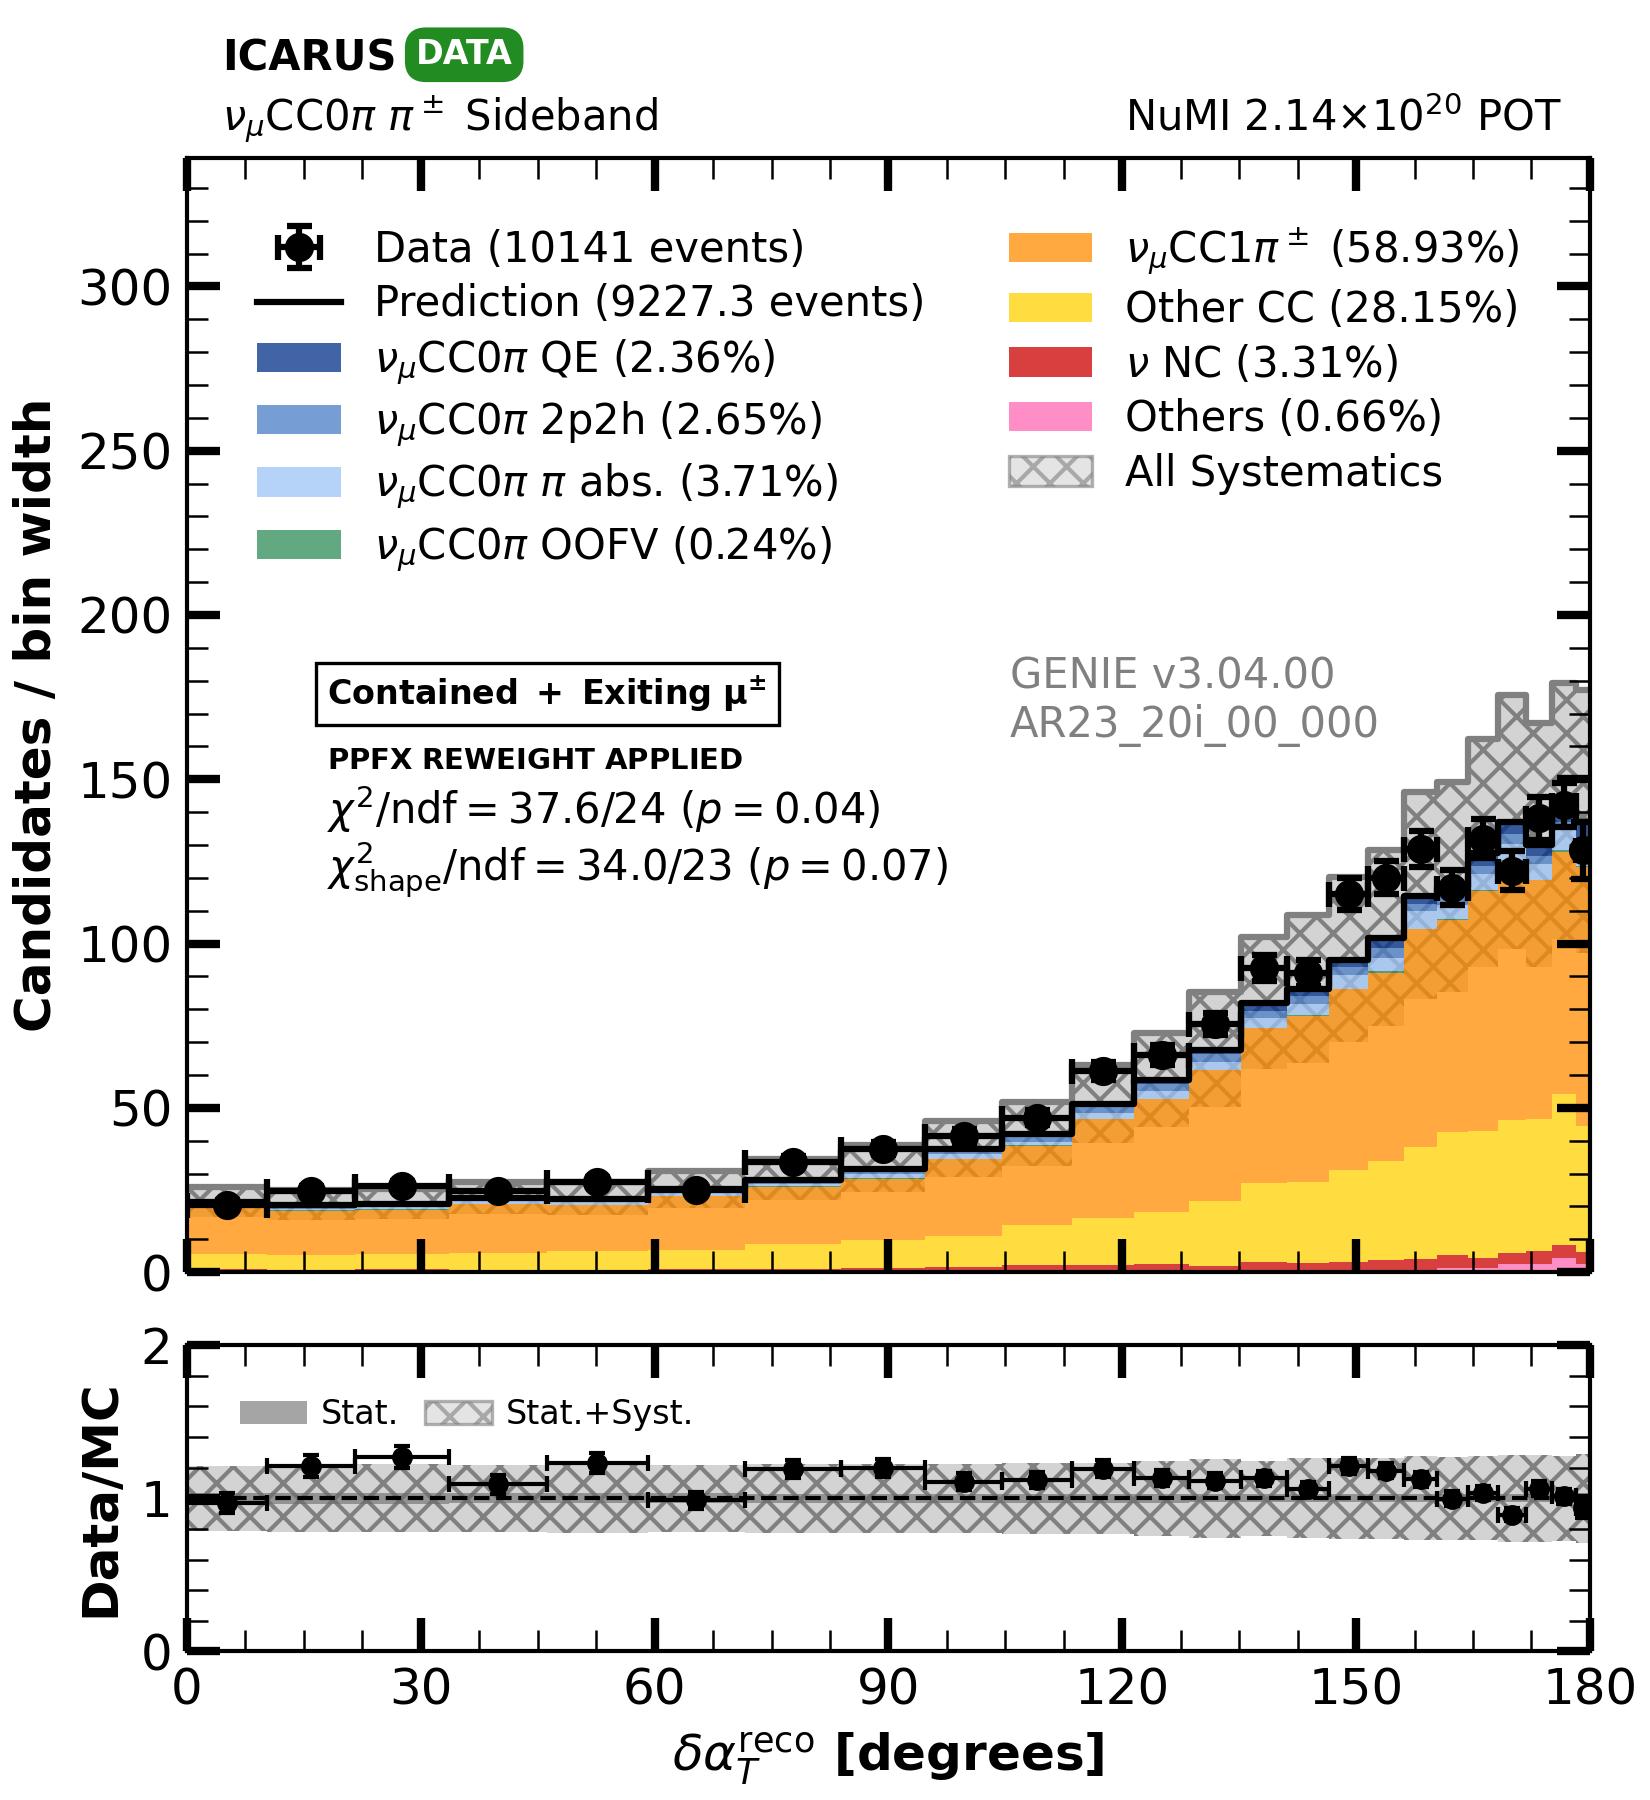 ICARUS DATA
νμCC0π π± Sideband
NuMI 2.14×10²⁰ POT
Data (10141 events)
Prediction (9227.3 events)
νμCC0π QE (2.36%)
νμCC0π 2p2h (2.65%)
νμCC0π π abs. (3.71%)
νμCC0π OOFV (0.24%)
νμCC1π± (58.93%)
Other CC (28.15%)
ν NC (3.31%)
Others (0.66%)
All Systematics
Contained + Exiting μ±
PPFX REWEIGHT APPLIED
χ²/ndf = 37.6/24 (p = 0.04)
χ²shape/ndf = 34.0/23 (p = 0.07)
GENIE v3.04.00
AR23_20i_00_000
Candidates / bin width
300
250
200
150
100
50
0
Data/MC
2
1
0
Stat.
Stat.+Syst.
0 30 60 90 120 150 180
δαT reco [degrees]